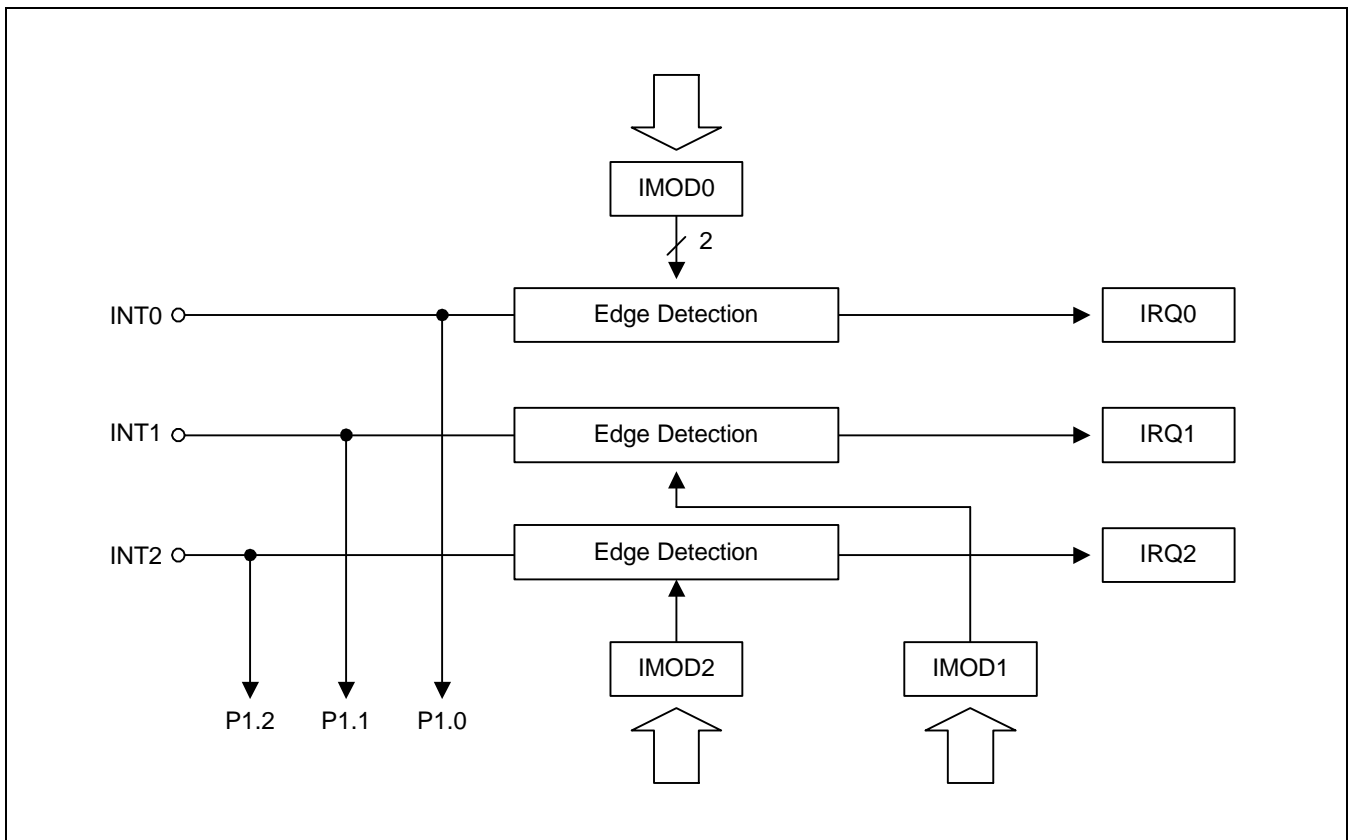 IMOD0
2
INT0 Edge Detection IRQ0
INT1 Edge Detection IRQ1
INT2 Edge Detection IRQ2
IMOD2 IMOD1
P1.2 P1.1 P1.0